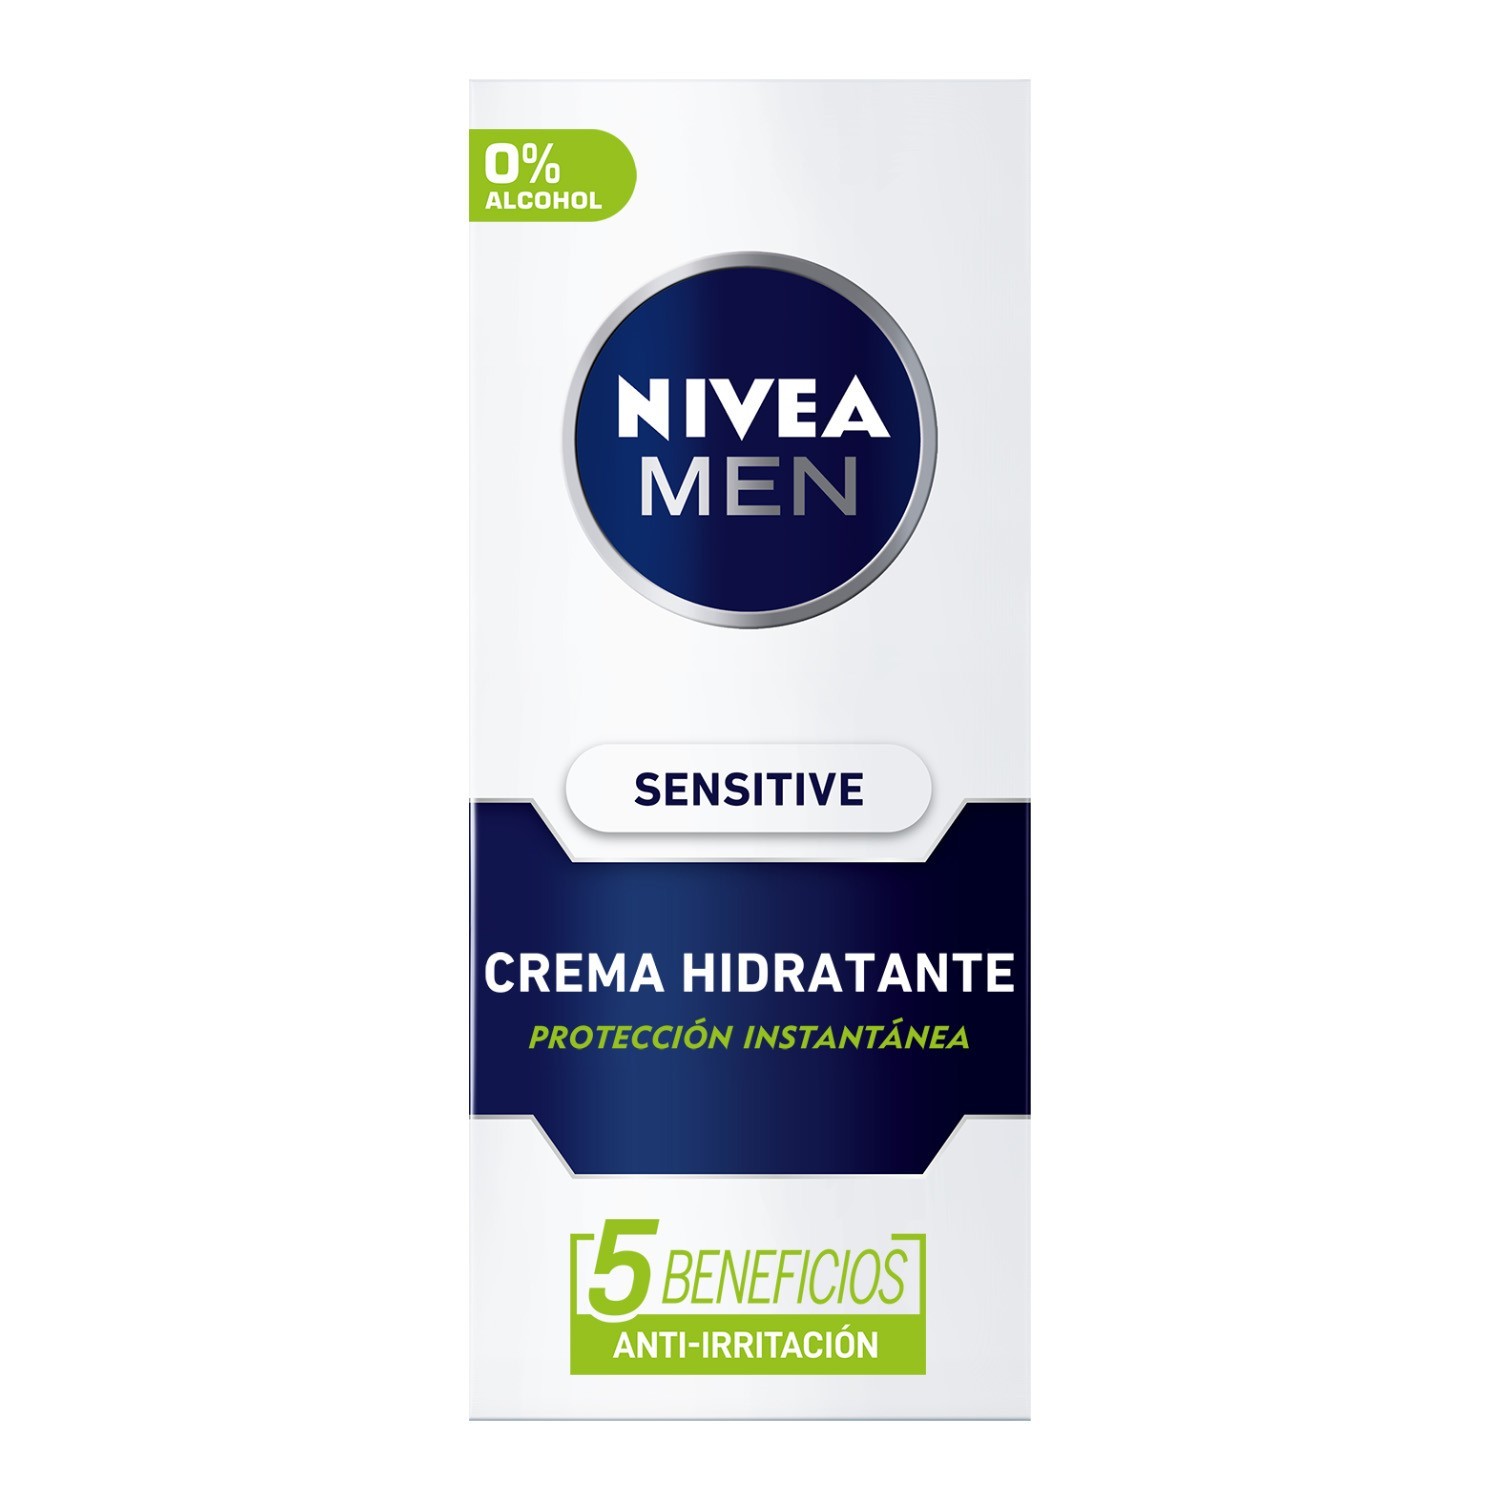 0%
ALCOHOL
NIVEA
MEN
SENSITIVE
CREMA HIDRATANTE
PROTECCIÓN INSTANTÁNEA
5 BENEFICIOS
ANTI-IRRITACIÓN